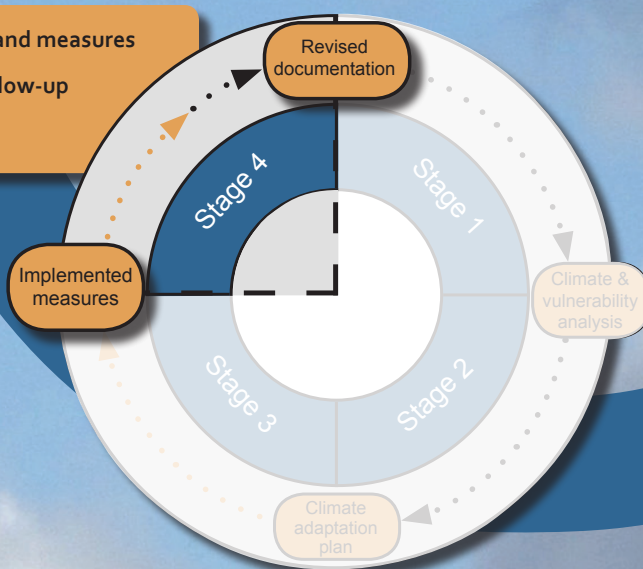 and measures
low-up
Revised
documentation
Stage 4
Stage 1
Implemented
measures
Climate &
vulnerability
analysis
Stage 3
Stage 2
Climate
adaptation
plan